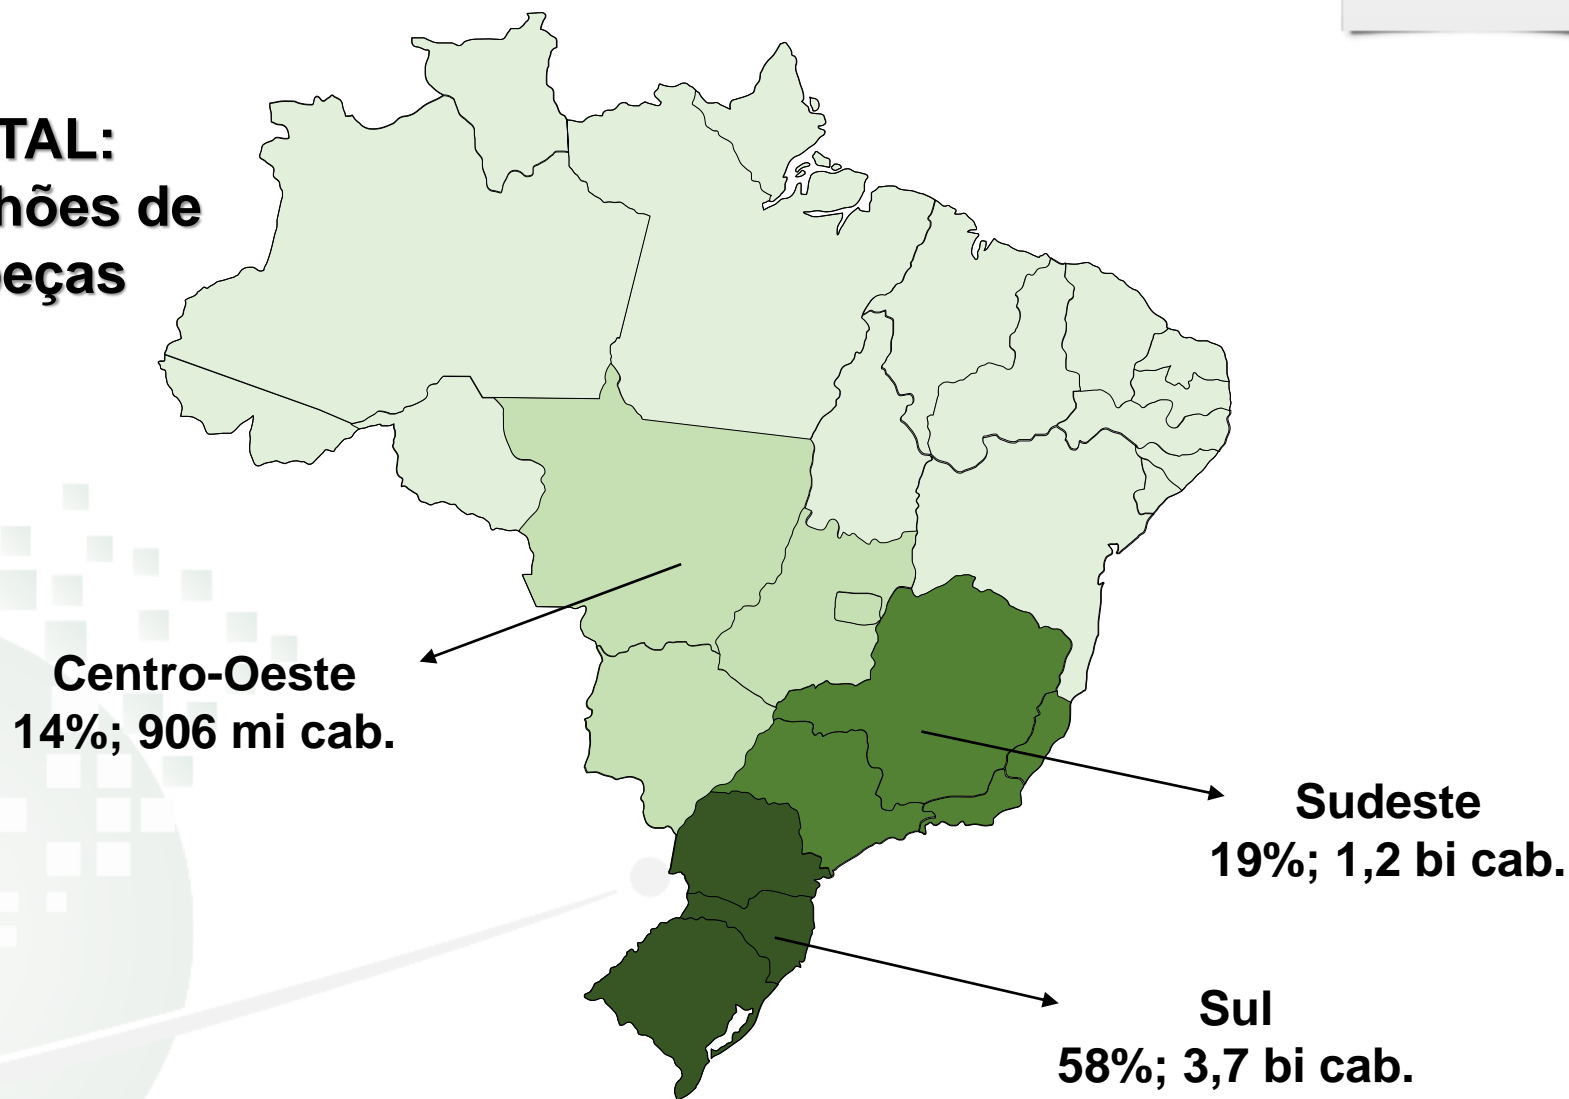 TAL:
hões de
eças
Centro-Oeste
14%; 906 mi cab.
Sudeste
19%; 1,2 bi cab.
Sul
58%; 3,7 bi cab.